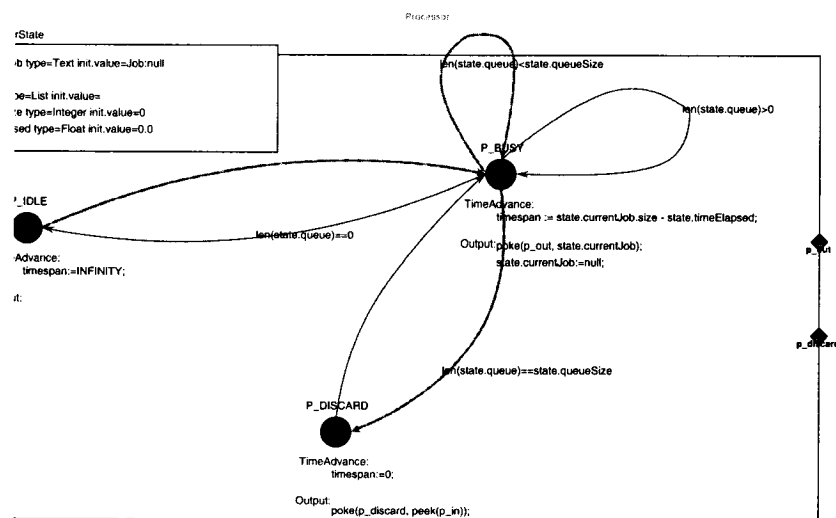 Processor
rState
b type=Text init.value=Job:null
pe=List init.value=
e type=Integer init.value=0
sed type=Float init.value=0.0
len(state.queue)<state.queueSize
len(state.queue)>0
P_BUSY
P_IDLE
TimeAdvance:
timespan := state.currentJob.size - state.timeElapsed;
len(state.queue)==0
Output: poke(p_out, state.currentJob);
state.currentJob:=null;
p_out
Advance:
timespan:=INFINITY;
ut:
p_discard
len(state.queue)==state.queueSize
P_DISCARD
TimeAdvance:
timespan:=0;
Output:
poke(p_discard, peek(p_in));